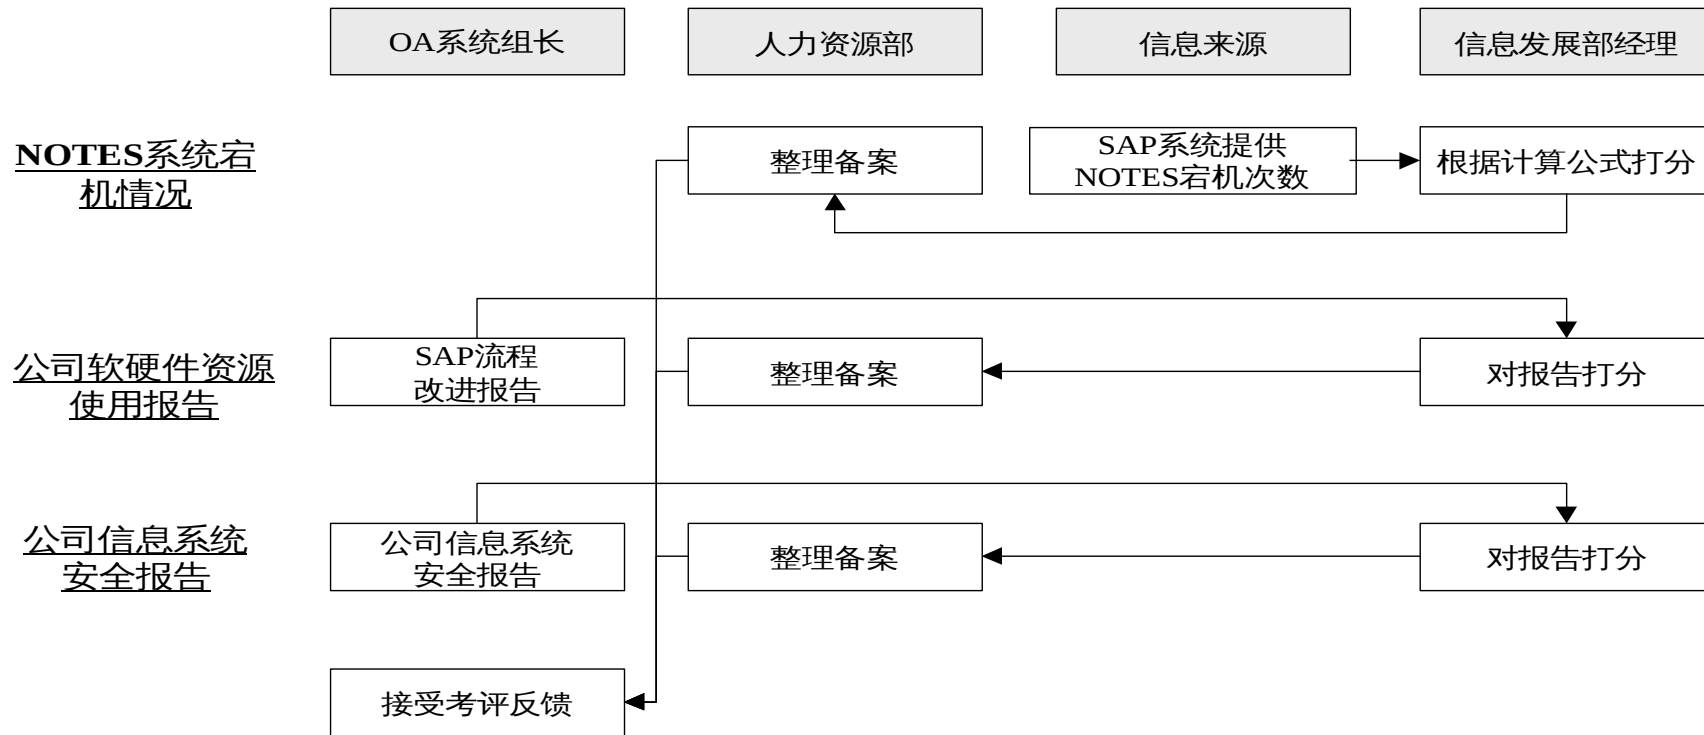 OA系统组长
人力资源部
信息来源
信息发展部经理
NOTES系统宕
机情况
整理备案
SAP系统提供
NOTES宕机次数
根据计算公式打分
公司软硬件资源
使用报告
SAP流程
改进报告
整理备案
对报告打分
公司信息系统
安全报告
公司信息系统
安全报告
整理备案
对报告打分
接受考评反馈